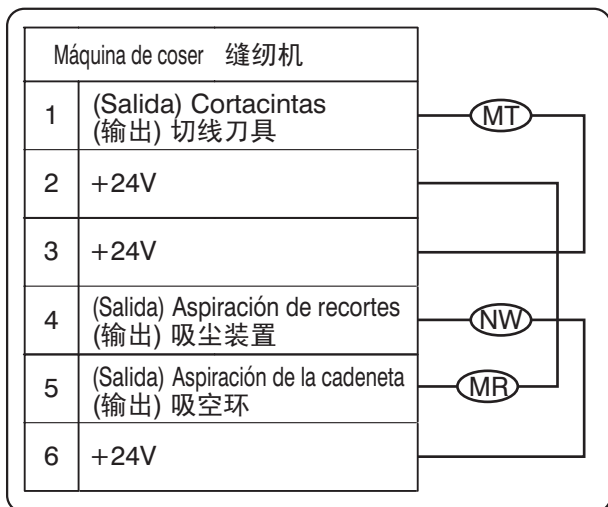 Máquina de coser 缝纫机
1 (Salida) Cortacintas
(输出) 切线刀具
MT
2 +24V
3 +24V
4 (Salida) Aspiración de recortes
(输出) 吸尘装置
NW
5 (Salida) Aspiración de la cadeneta
(输出) 吸空环
MR
6 +24V